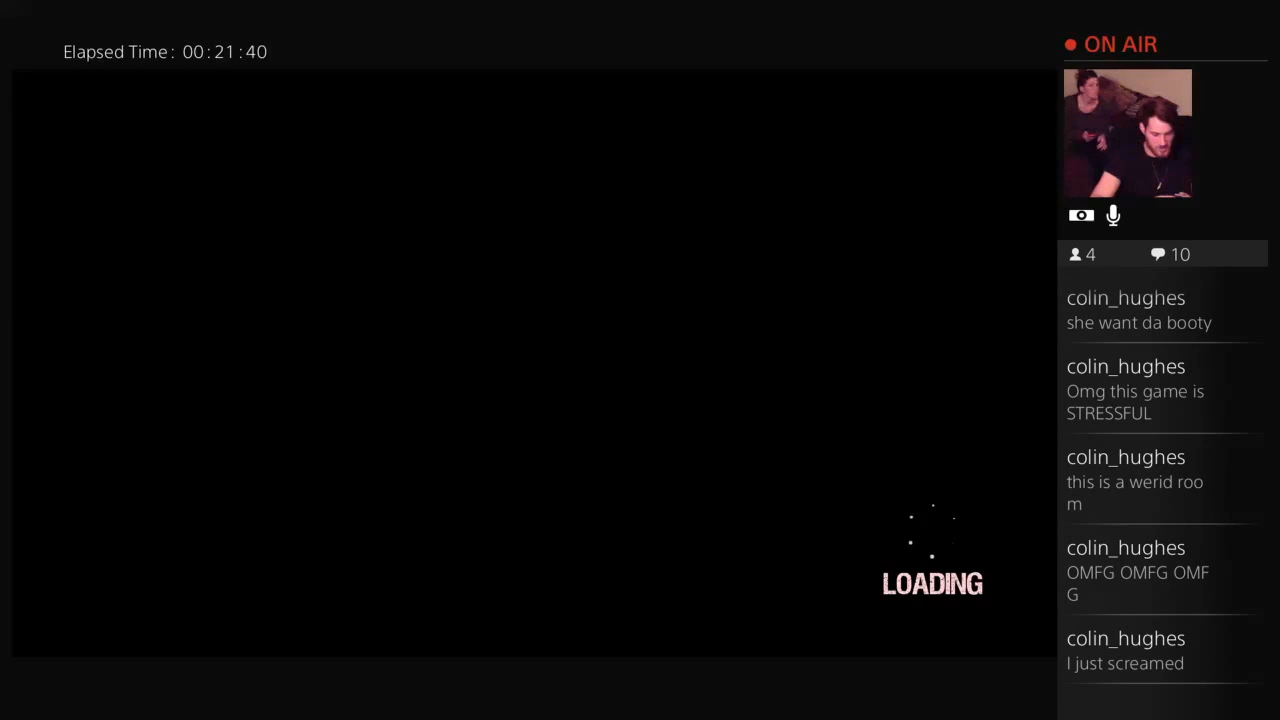 Elapsed Time: 00:21:40
ON AIR
4 10
colin_hughes
she want da booty
colin_hughes
Omg this game is
STRESSFUL
colin_hughes
this is a werid roo
m
colin_hughes
OMFG OMFG OMF
G
colin_hughes
I just screamed
LOADING